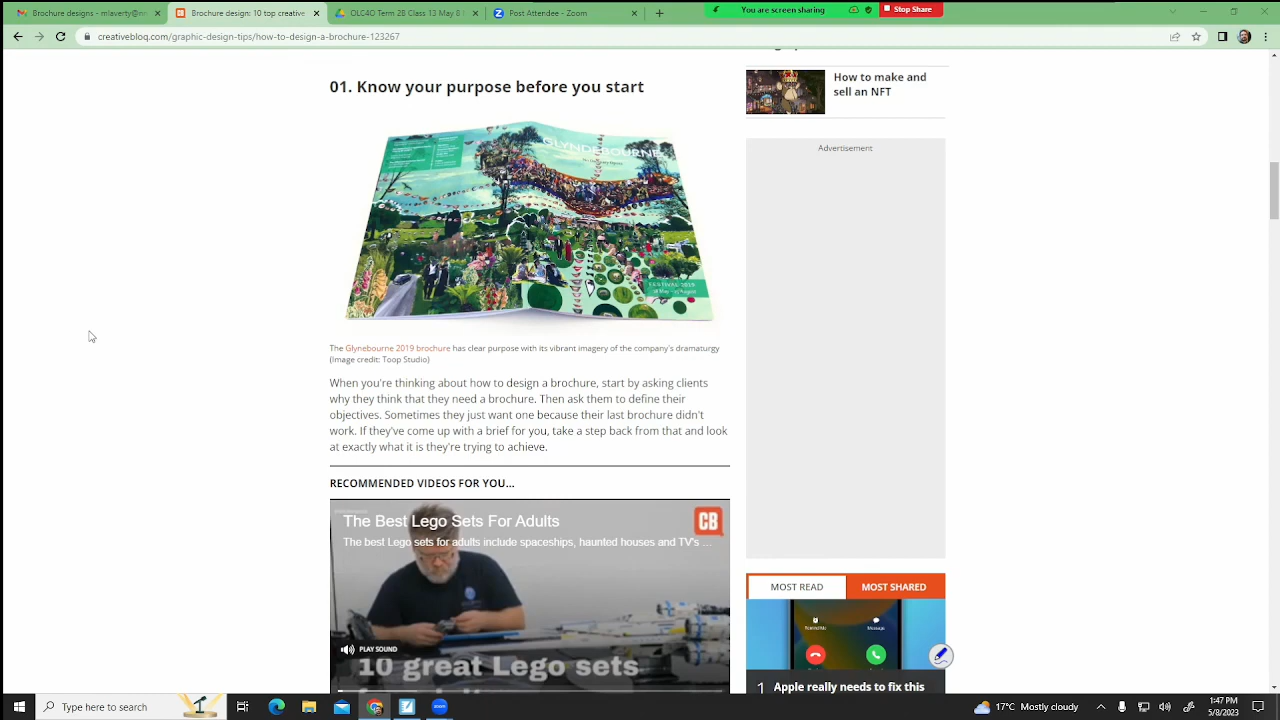 Brochure designs - mlaverty@m
Brochure design: 10 top creative
OLC4O Term 2B Class 13 May 8
Post Attendee - Zoom
You are screen sharing
Stop Share
creativebloq.com/graphic-design-tips/how-to-design-a-brochure-123267
01. Know your purpose before you start
How to make and
sell an NFT
Advertisement
GLYNDEBOURNE
FESTIVAL 2019
The Glynebourne 2019 brochure has clear purpose with its vibrant imagery of the company's dramaturgy
(Image credit: Toop Studio)
When you're thinking about how to design a brochure, start by asking clients
why they think that they need a brochure. Then ask them to define their
objectives. Sometimes they just want one because their last brochure didn't
work. If they've come up with a brief for you, take a step back from that and look
at exactly what it is they're trying to achieve.
RECOMMENDED VIDEOS FOR YOU...
The Best Lego Sets For Adults
CB
The best Lego sets for adults include spaceships, haunted houses and TV's ...
PLAY SOUND
10 great Lego sets
MOST READ
MOST SHARED
Remind Me
Message
1 Apple really needs to fix this
Type here to search
zoom
17°C Mostly cloudy
1:47 PM
5/8/2023